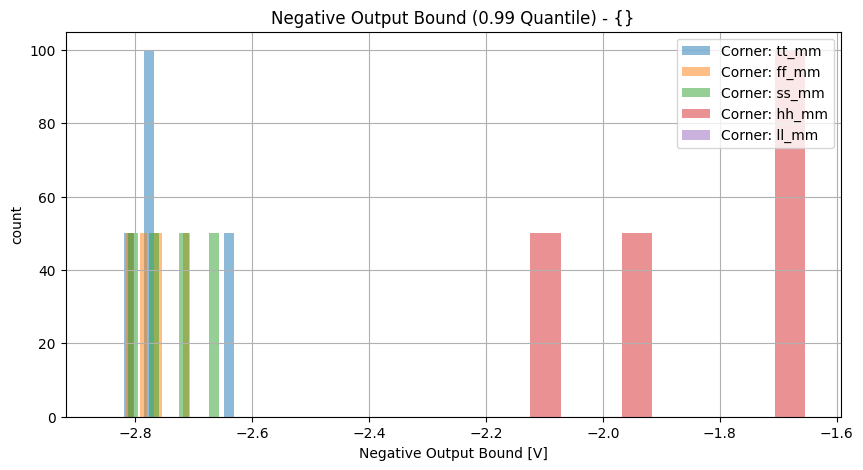 Negative Output Bound (0.99 Quantile) - {}
count
100
80
60
40
20
0
−2.8
−2.6
−2.4
−2.2
−2.0
−1.8
−1.6
Negative Output Bound [V]
Corner: tt_mm
Corner: ff_mm
Corner: ss_mm
Corner: hh_mm
Corner: ll_mm